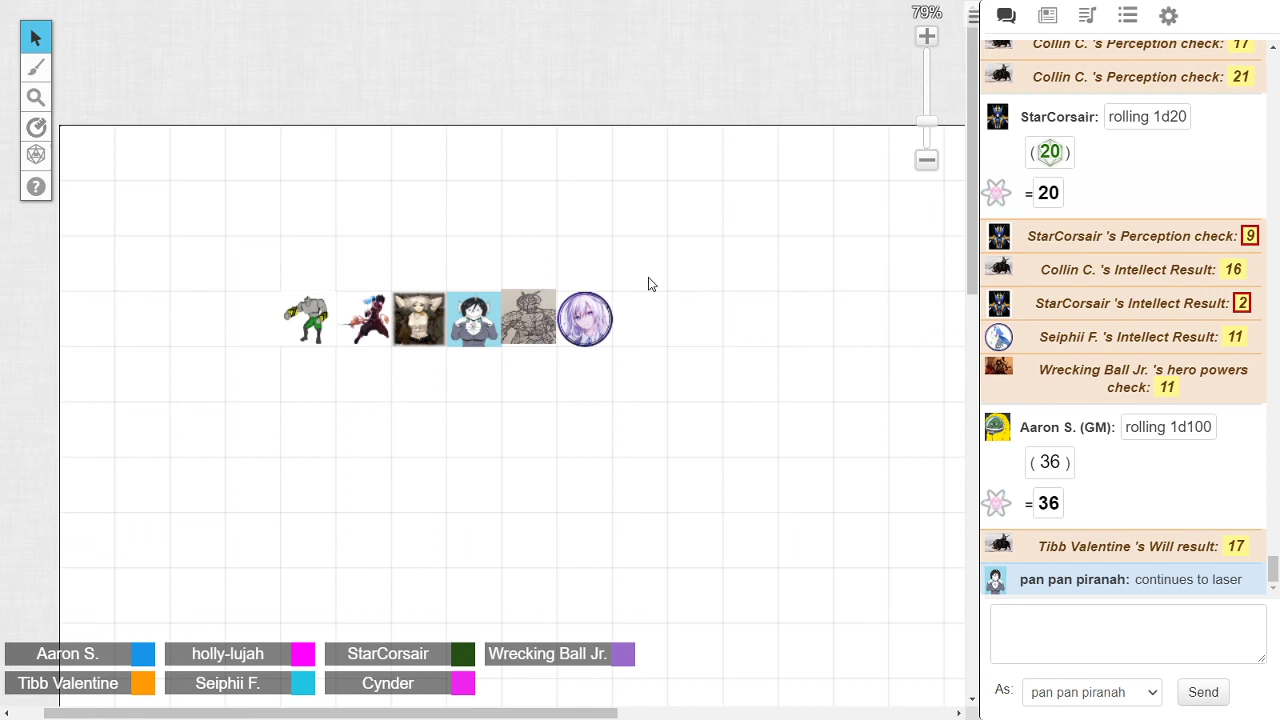 79%
Collin C. 's Perception check: 17
Collin C. 's Perception check: 21
StarCorsair: rolling 1d20
( 20 )
= 20
StarCorsair 's Perception check: 9
Collin C. 's Intellect Result: 16
StarCorsair 's Intellect Result: 2
Seiphii F. 's Intellect Result: 11
Wrecking Ball Jr. 's hero powers
check: 11
Aaron S. (GM): rolling 1d100
( 36 )
= 36
Tibb Valentine 's Will result: 17
pan pan piranah: continues to laser
As: pan pan piranah Send
Aaron S. holly-lujah StarCorsair Wrecking Ball Jr.
Tibb Valentine Seiphii F. Cynder